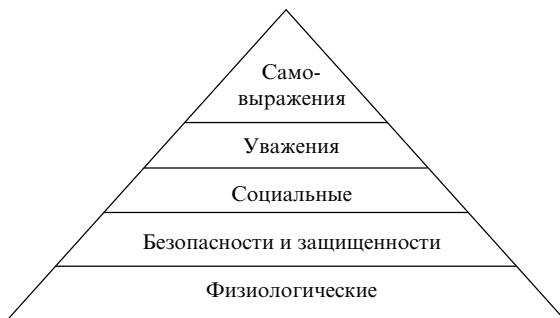 Само-
выражения
Уважения
Социальные
Безопасности и защищенности
Физиологические